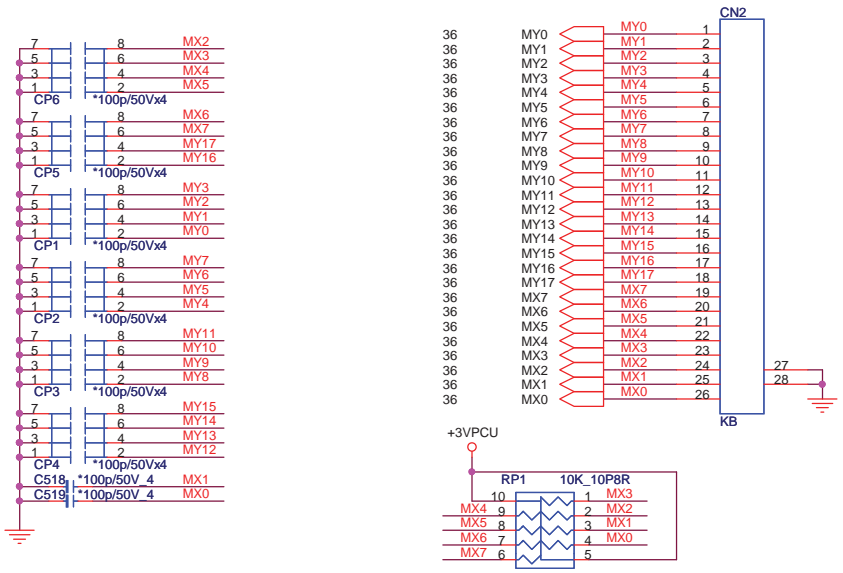 7 8 MX2
5 6 MX3
3 4 MX4
1 2 MX5
CP6 *100p/50Vx4
7 8 MX6
5 6 MX7
3 4 MY17
1 2 MY16
CP5 *100p/50Vx4
7 8 MY3
5 6 MY2
3 4 MY1
1 2 MY0
CP1 *100p/50Vx4
7 8 MY7
5 6 MY6
3 4 MY5
1 2 MY4
CP2 *100p/50Vx4
7 8 MY11
5 6 MY10
3 4 MY9
1 2 MY8
CP3 *100p/50Vx4
7 8 MY15
5 6 MY14
3 4 MY13
1 2 MY12
CP4 *100p/50Vx4
C518 *100p/50V_4 MX1
C519 *100p/50V_4 MX0
CN2
36 MY0 MY0 1
36 MY1 MY1 2
36 MY2 MY2 3
36 MY3 MY3 4
36 MY4 MY4 5
36 MY5 MY5 6
36 MY6 MY6 7
36 MY7 MY7 8
36 MY8 MY8 9
36 MY9 MY9 10
36 MY10 MY10 11
36 MY11 MY11 12
36 MY12 MY12 13
36 MY13 MY13 14
36 MY14 MY14 15
36 MY15 MY15 16
36 MY16 MY16 17
36 MY17 MY17 18
36 MX7 MX7 19
36 MX6 MX6 20
36 MX5 MX5 21
36 MX4 MX4 22
36 MX3 MX3 23
36 MX2 MX2 24 27
36 MX1 MX1 25 28
36 MX0 MX0 26
KB
+3VPCU
RP1 10K_10P8R
10 1 MX3
MX4 9 2 MX2
MX5 8 3 MX1
MX6 7 4 MX0
MX7 6 5